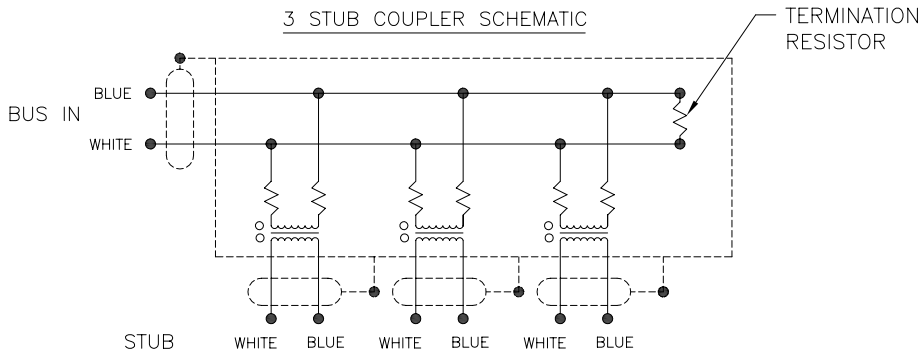 3 STUB COUPLER SCHEMATIC
TERMINATION
RESISTOR
BLUE
BUS IN
WHITE
STUB WHITE BLUE WHITE BLUE WHITE BLUE